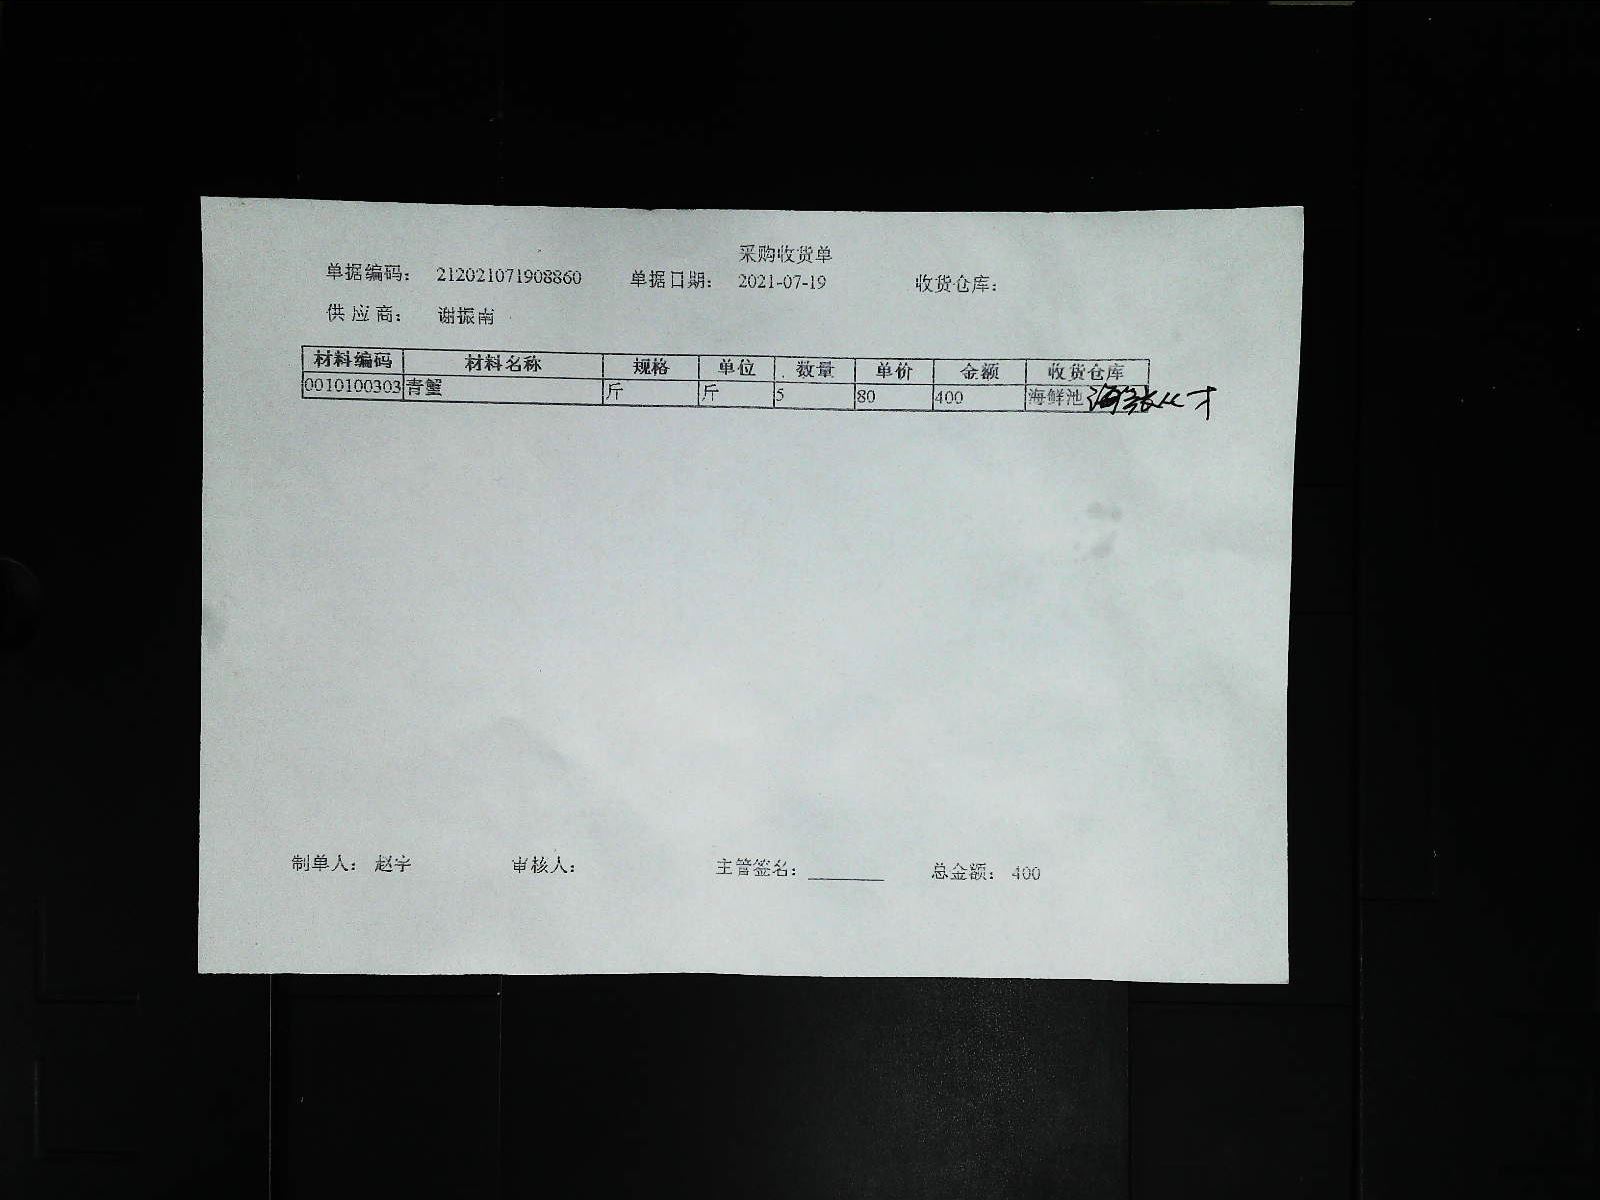 采购收货单
单据编码： 212021071908860 单据日期： 2021-07-19 收货仓库：
供 应 商： 谢振南
材料编码 材料名称 规格 单位 数量 单价 金额 收货仓库
0010100303 青蟹 斤 斤 5 80 400 海鲜池
制单人： 赵宇 审核人： 主管签名： 总金额： 400